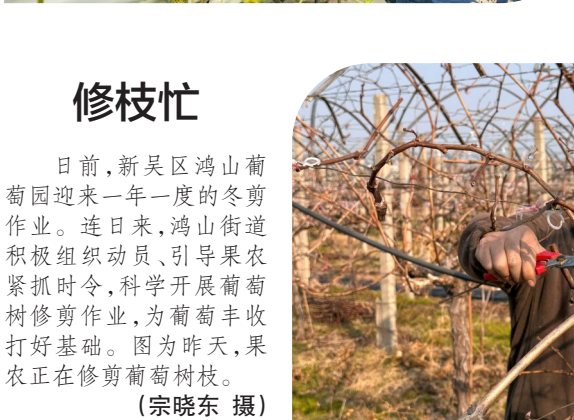 修枝忙
日前,新吴区鸿山葡
萄园迎来一年一度的冬剪
作业。连日来,鸿山街道
积极组织动员、引导果农
紧抓时令,科学开展葡萄
树修剪作业,为葡萄丰收
打好基础。图为昨天,果
农正在修剪葡萄树枝。
(宗晓东 摄)